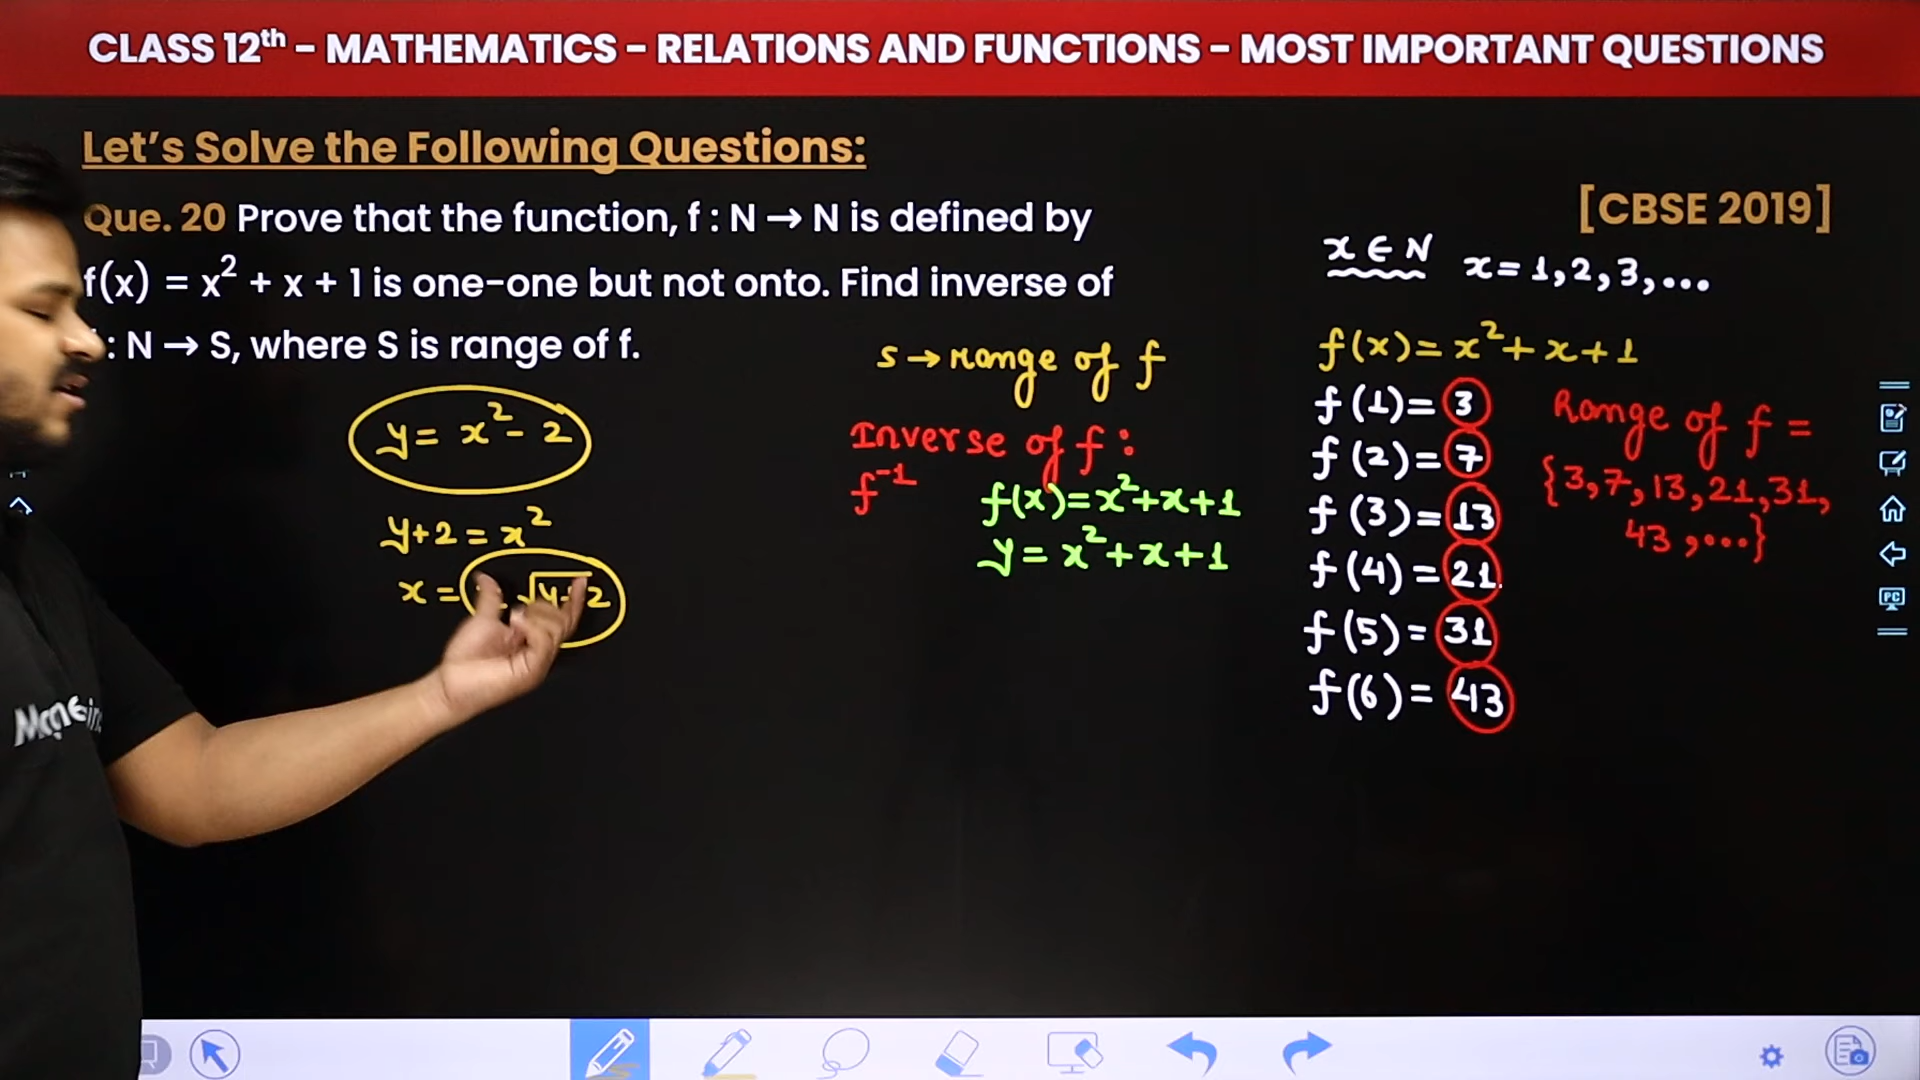 CLASS 12th - MATHEMATICS - RELATIONS AND FUNCTIONS - MOST IMPORTANT QUESTIONS
Let's Solve the Following Questions:
[CBSE 2019]
Que. 20 Prove that the function, f : N → N is defined by
f(x) = x² + x + 1 is one-one but not onto. Find inverse of
: N → S, where S is range of f.
y = x² - 2
y+2 = x²
x =
S → range of f
Inverse of f :
f⁻¹
f(x) = x²+x+1
y = x²+x+1
x ∈ N x = 1, 2, 3, ...
f(x) = x² + x + 1
f(1) = 3
f(2) = 7
f(3) = 13
f(4) = 21
f(5) = 31
f(6) = 43
Range of f =
{3, 7, 13, 21, 31,
43, ...}
PC